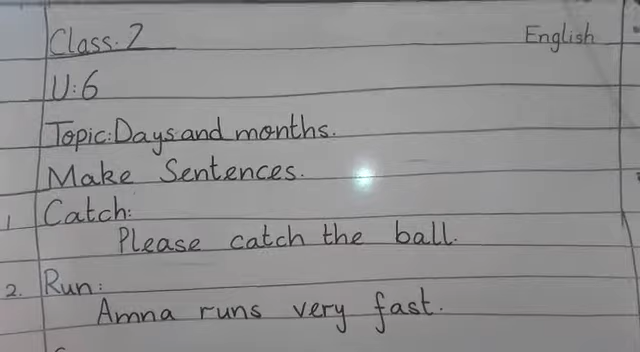 Class.2
English
U:6
Topic:Days and months.
Make Sentences.
1 Catch:
Please catch the ball.
2. Run:
Amna runs very fast.